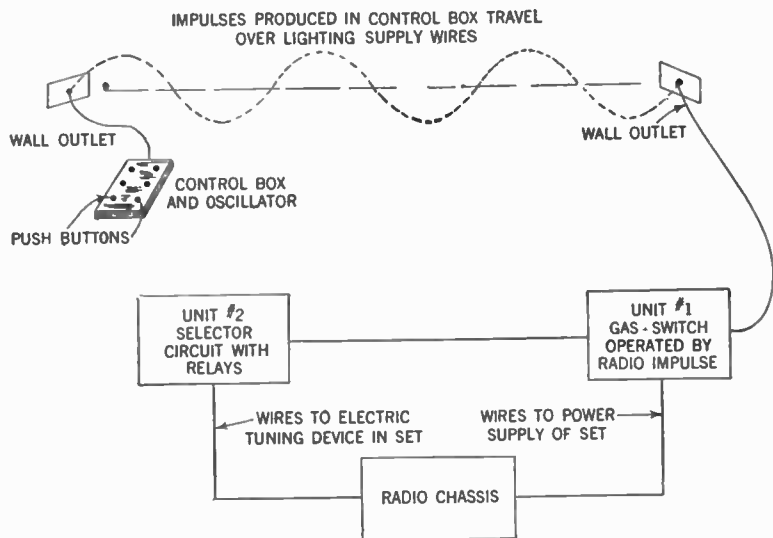 IMPULSES PRODUCED IN CONTROL BOX TRAVEL
OVER LIGHTING SUPPLY WIRES
WALL OUTLET
WALL OUTLET
CONTROL BOX
AND OSCILLATOR
PUSH BUTTONS
UNIT #2
SELECTOR
CIRCUIT WITH
RELAYS
UNIT #1
GAS-SWITCH
OPERATED BY
RADIO IMPULSE
WIRES TO ELECTRIC
TUNING DEVICE IN SET
WIRES TO POWER
SUPPLY OF SET
RADIO CHASSIS